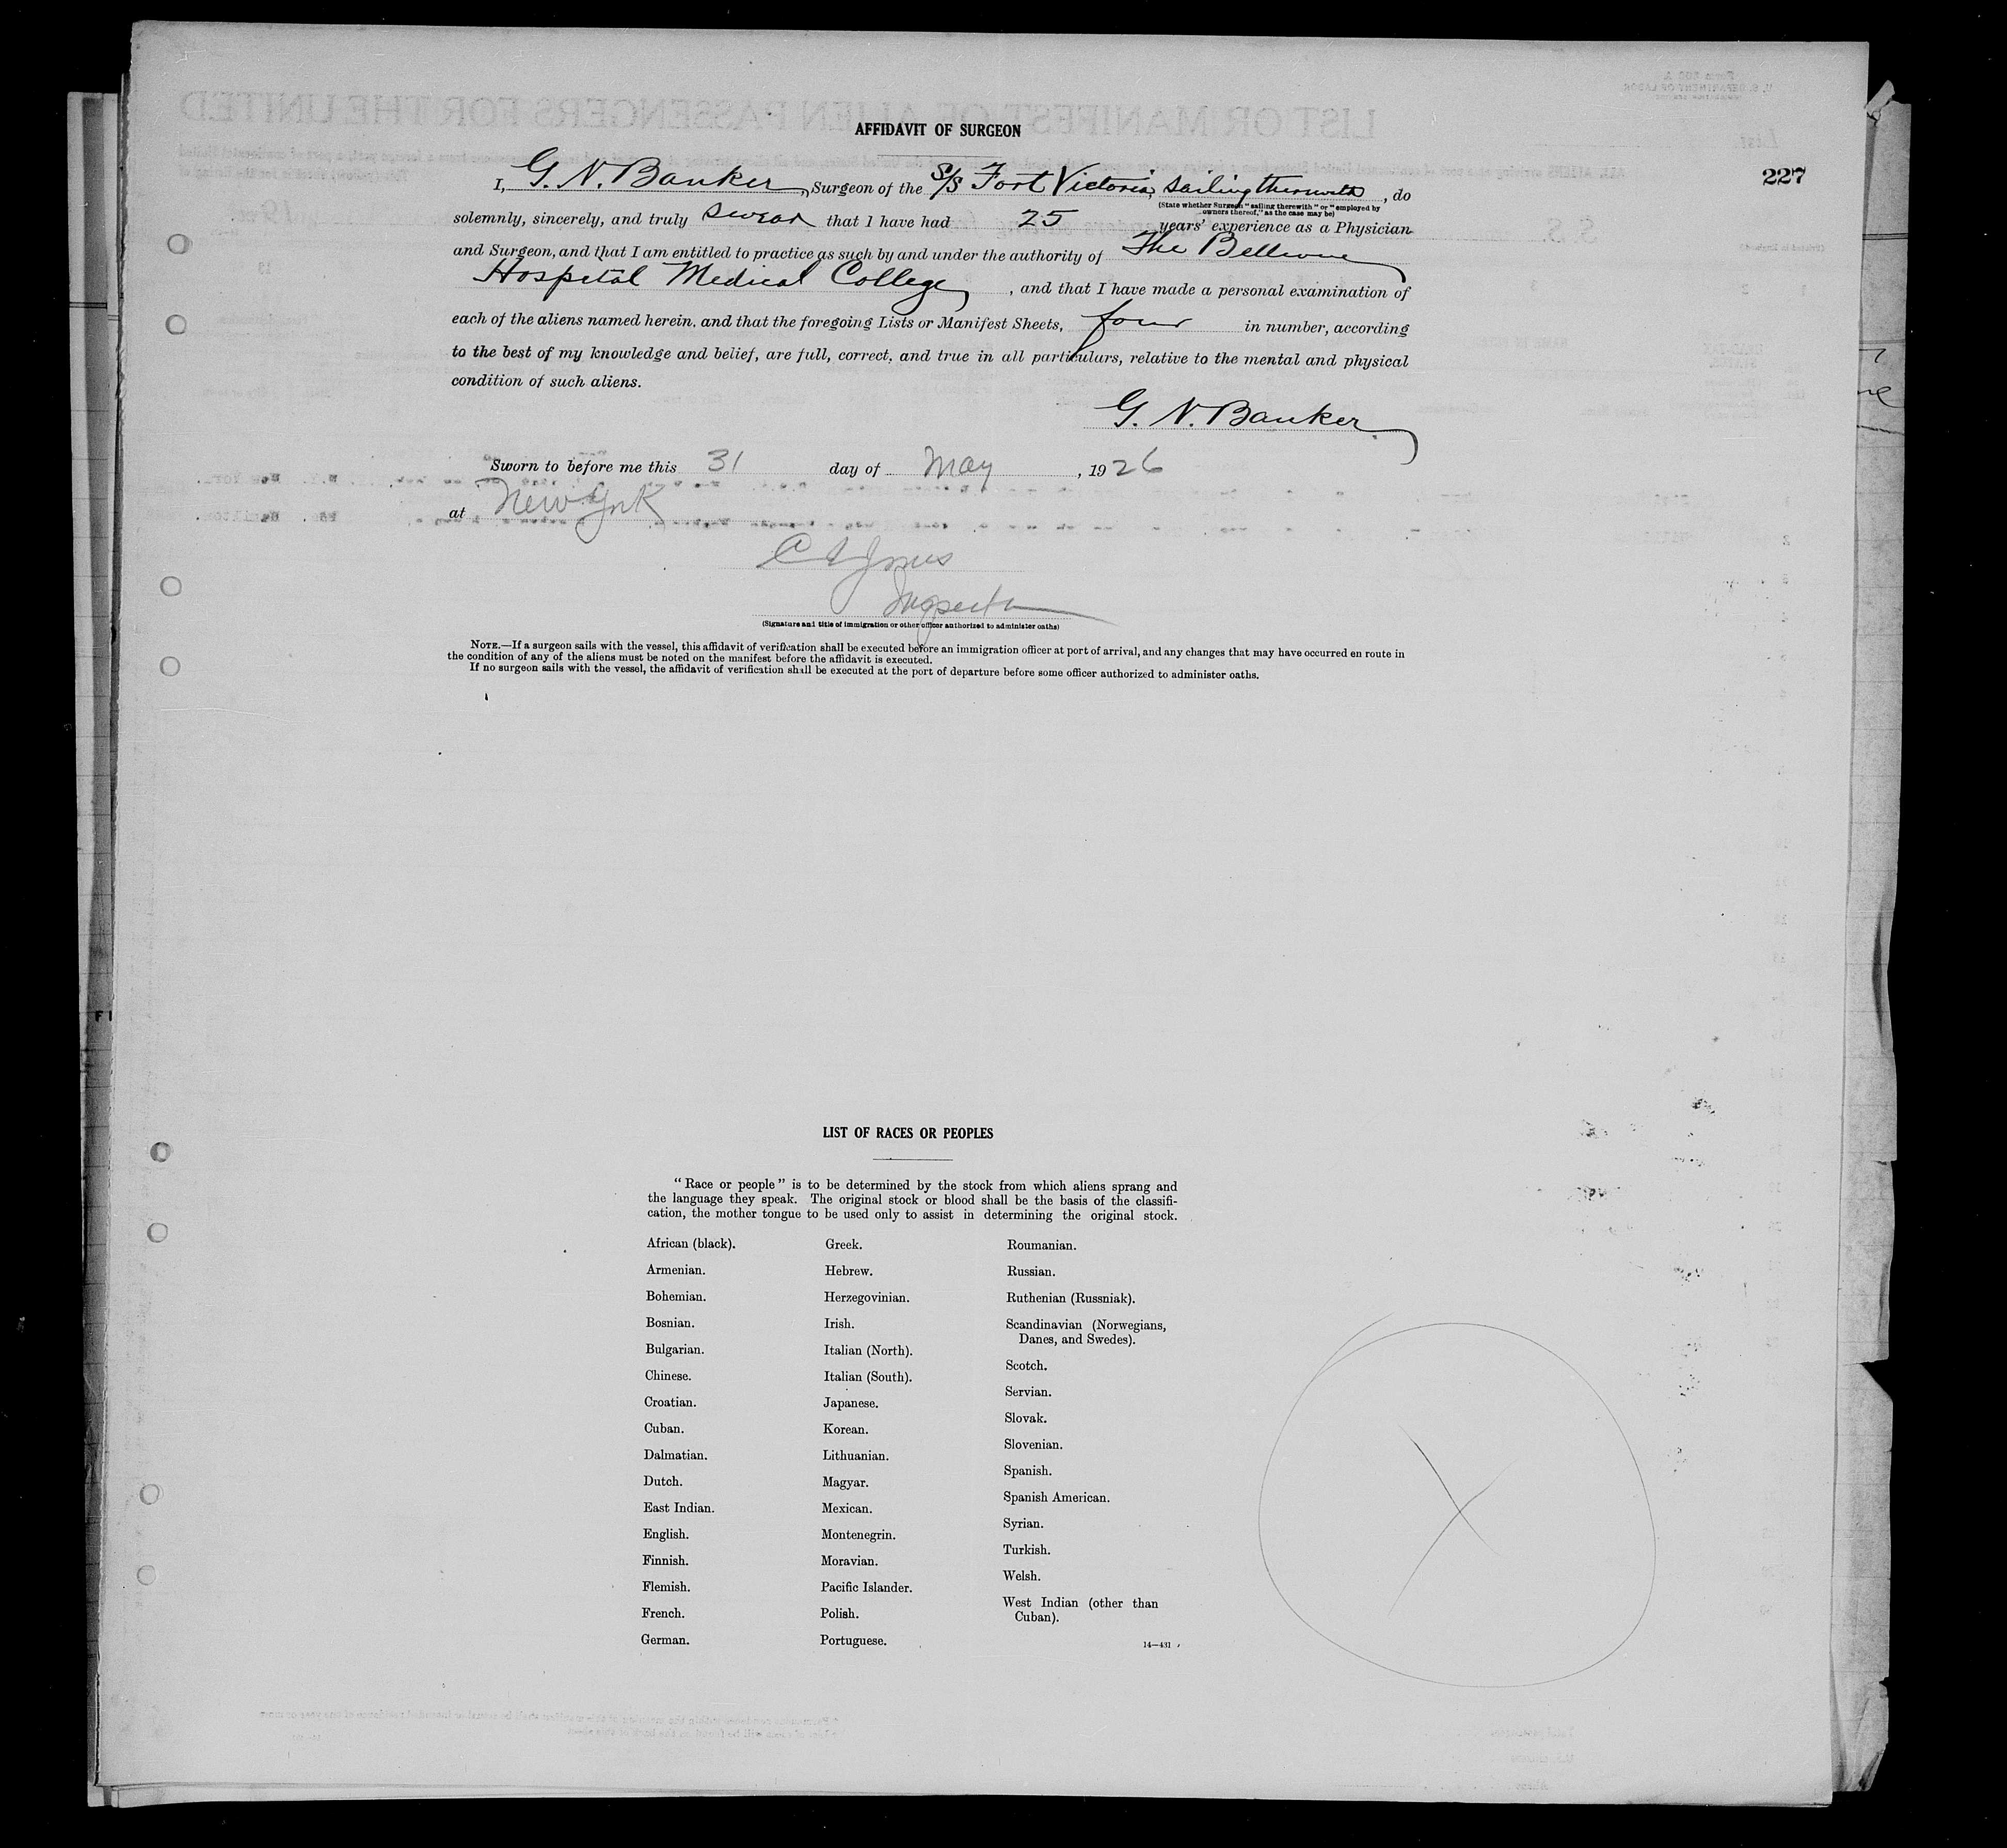 AFFIDAVIT OF SURGEON
227
I, G. N. Banker, Surgeon of the S/S Fort Victoria, sailing therewith, do
(State whether Surgeon "sailing therewith" or "employed by
owners thereof," as the case may be)
solemnly, sincerely, and truly swear that I have had 25 years' experience as a Physician
and Surgeon, and that I am entitled to practice as such by and under the authority of The Bellevue
Hospital Medical College, and that I have made a personal examination of
each of the aliens named herein, and that the foregoing Lists or Manifest Sheets, four in number, according
to the best of my knowledge and belief, are full, correct, and true in all particulars, relative to the mental and physical
condition of such aliens.
G. N. Banker
Sworn to before me this 31 day of May, 1926
at New York
Jones
Inspector
(Signature and title of immigration or other officer authorized to administer oaths)
NOTE.—If a surgeon sails with the vessel, this affidavit of verification shall be executed before an immigration officer at port of arrival, and any changes that may have occurred en route in
the condition of any of the aliens must be noted on the manifest before the affidavit is executed.
If no surgeon sails with the vessel, the affidavit of verification shall be executed at the port of departure before some officer authorized to administer oaths.
LIST OF RACES OR PEOPLES
"Race or people" is to be determined by the stock from which aliens sprang and
the language they speak. The original stock or blood shall be the basis of the classifi-
cation, the mother tongue to be used only to assist in determining the original stock.
African (black).
Armenian.
Bohemian.
Bosnian.
Bulgarian.
Chinese.
Croatian.
Cuban.
Dalmatian.
Dutch.
East Indian.
English.
Finnish.
Flemish.
French.
German.
Greek.
Hebrew.
Herzegovinian.
Irish.
Italian (North).
Italian (South).
Japanese.
Korean.
Lithuanian.
Magyar.
Mexican.
Montenegrin.
Moravian.
Pacific Islander.
Polish.
Portuguese.
Roumanian.
Russian.
Ruthenian (Russniak).
Scandinavian (Norwegians,
Danes, and Swedes).
Scotch.
Servian.
Slovak.
Slovenian.
Spanish.
Spanish American.
Syrian.
Turkish.
Welsh.
West Indian (other than
Cuban).
14—431